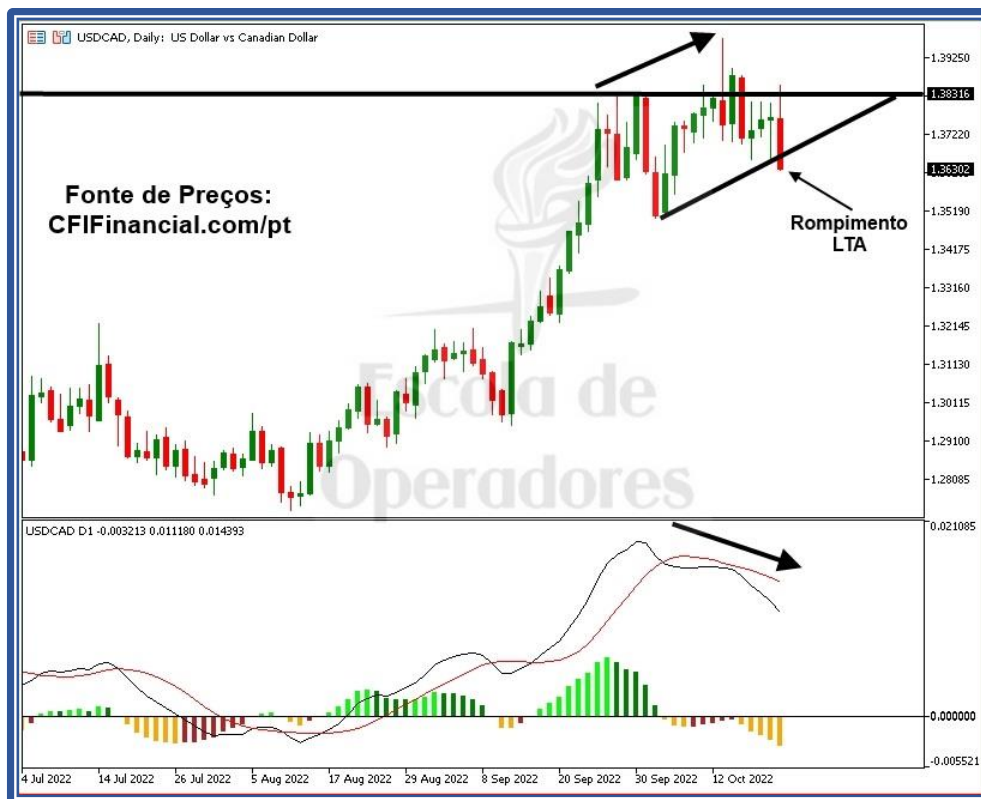 USDCAD, Daily: US Dollar vs Canadian Dollar
1.39250
1.38316
1.37220
1.36302
1.35190
1.34175
1.33160
1.32145
1.31130
1.30115
1.29100
1.28085
Fonte de Preços:
CFIFinancial.com/pt
Rompimento
LTA
Escola de
Operadores
USDCAD D1 -0.003213 0.011180 0.014393
0.021085
0.000000
-0.005521
4 Jul 2022 14 Jul 2022 26 Jul 2022 5 Aug 2022 17 Aug 2022 29 Aug 2022 8 Sep 2022 20 Sep 2022 30 Sep 2022 12 Oct 2022